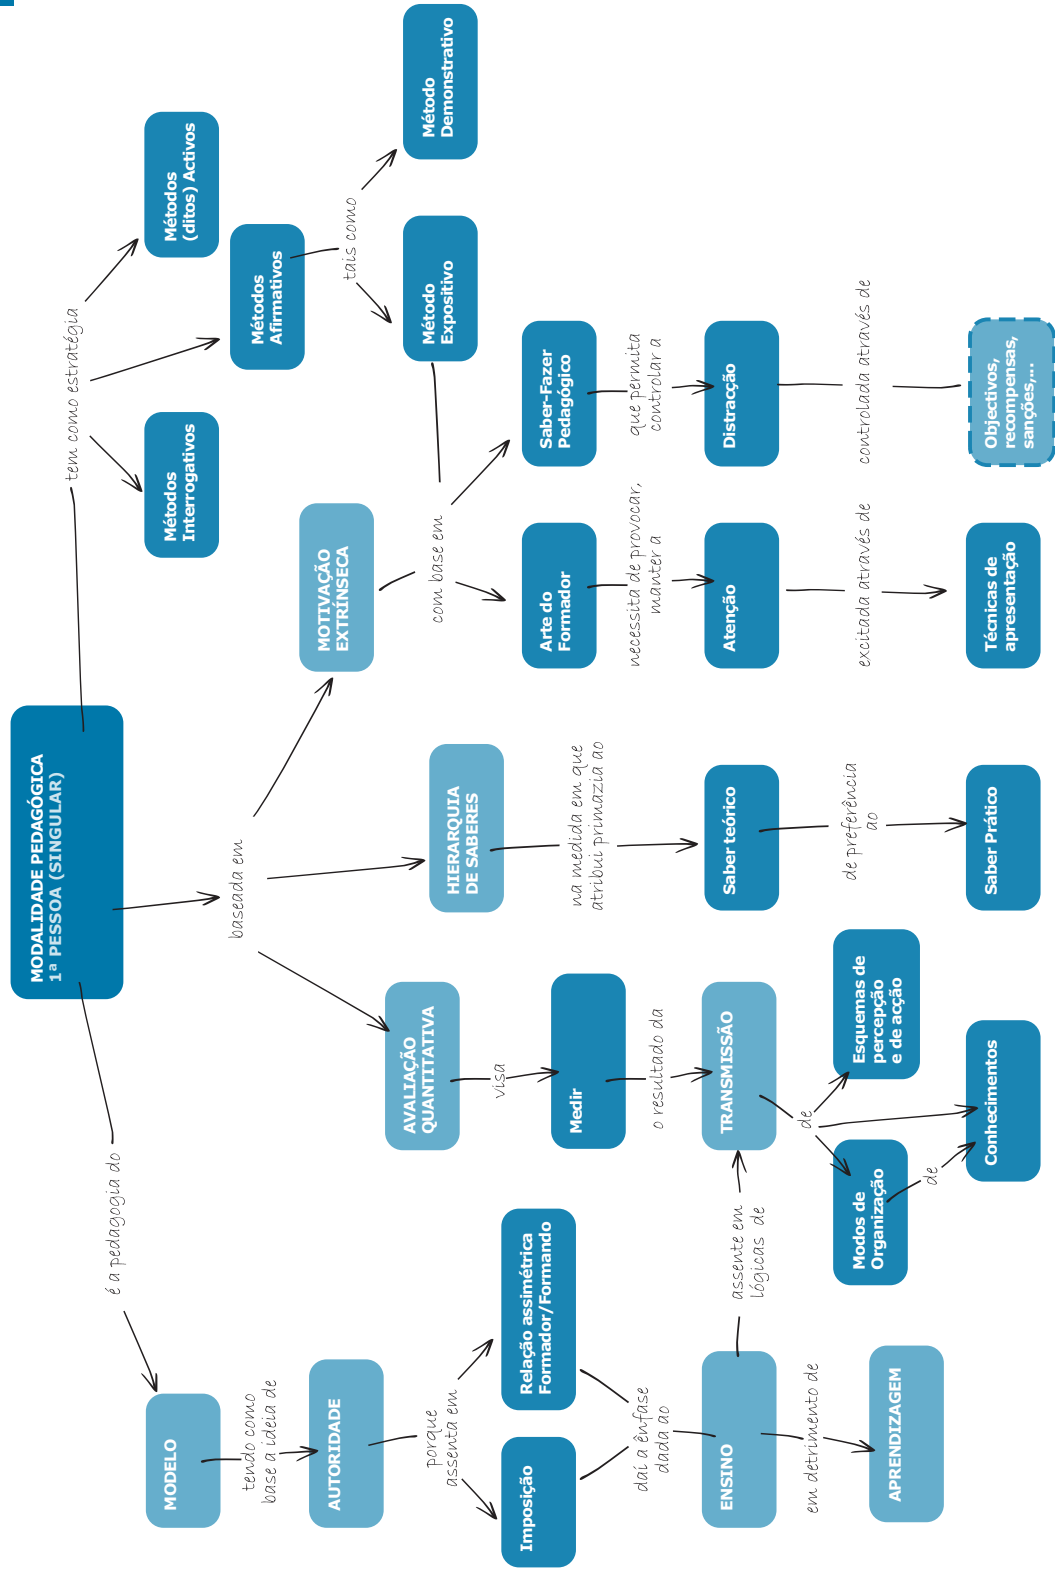 MODALIDADE PEDAGÓGICA
1ª PESSOA (SINGULAR)
é a pedagogia do
MODELO
tendo como
base a ideia de
AUTORIDADE
porque
assenta em
Imposição
Relação assimétrica
Formador/Formando
daí a ênfase
dada ao
ENSINO
em detrimento de
APRENDIZAGEM
assente em
lógicas de
baseada em
AVALIAÇÃO
QUANTITATIVA
visa
Medir
o resultado da
TRANSMISSÃO
de
Modos de
Organização
de
Esquemas de
percepção
e de acção
Conhecimentos
HIERARQUIA
DE SABERES
na medida em que
atribui primazia ao
Saber teórico
de preferência
ao
Saber Prático
MOTIVAÇÃO
EXTRÍNSECA
com base em
Arte do
Formador
necessita de provocar,
manter a
Atenção
excitada através de
Técnicas de
apresentação
Saber-Fazer
Pedagógico
que permita
controlar a
Distracção
controlada através de
Objectivos,
recompensas,
sanções,...
tem como estratégia
Métodos
Interrogativos
Métodos
Afirmativos
Métodos
(ditos) Activos
tais como
Método
Expositivo
Método
Demonstrativo